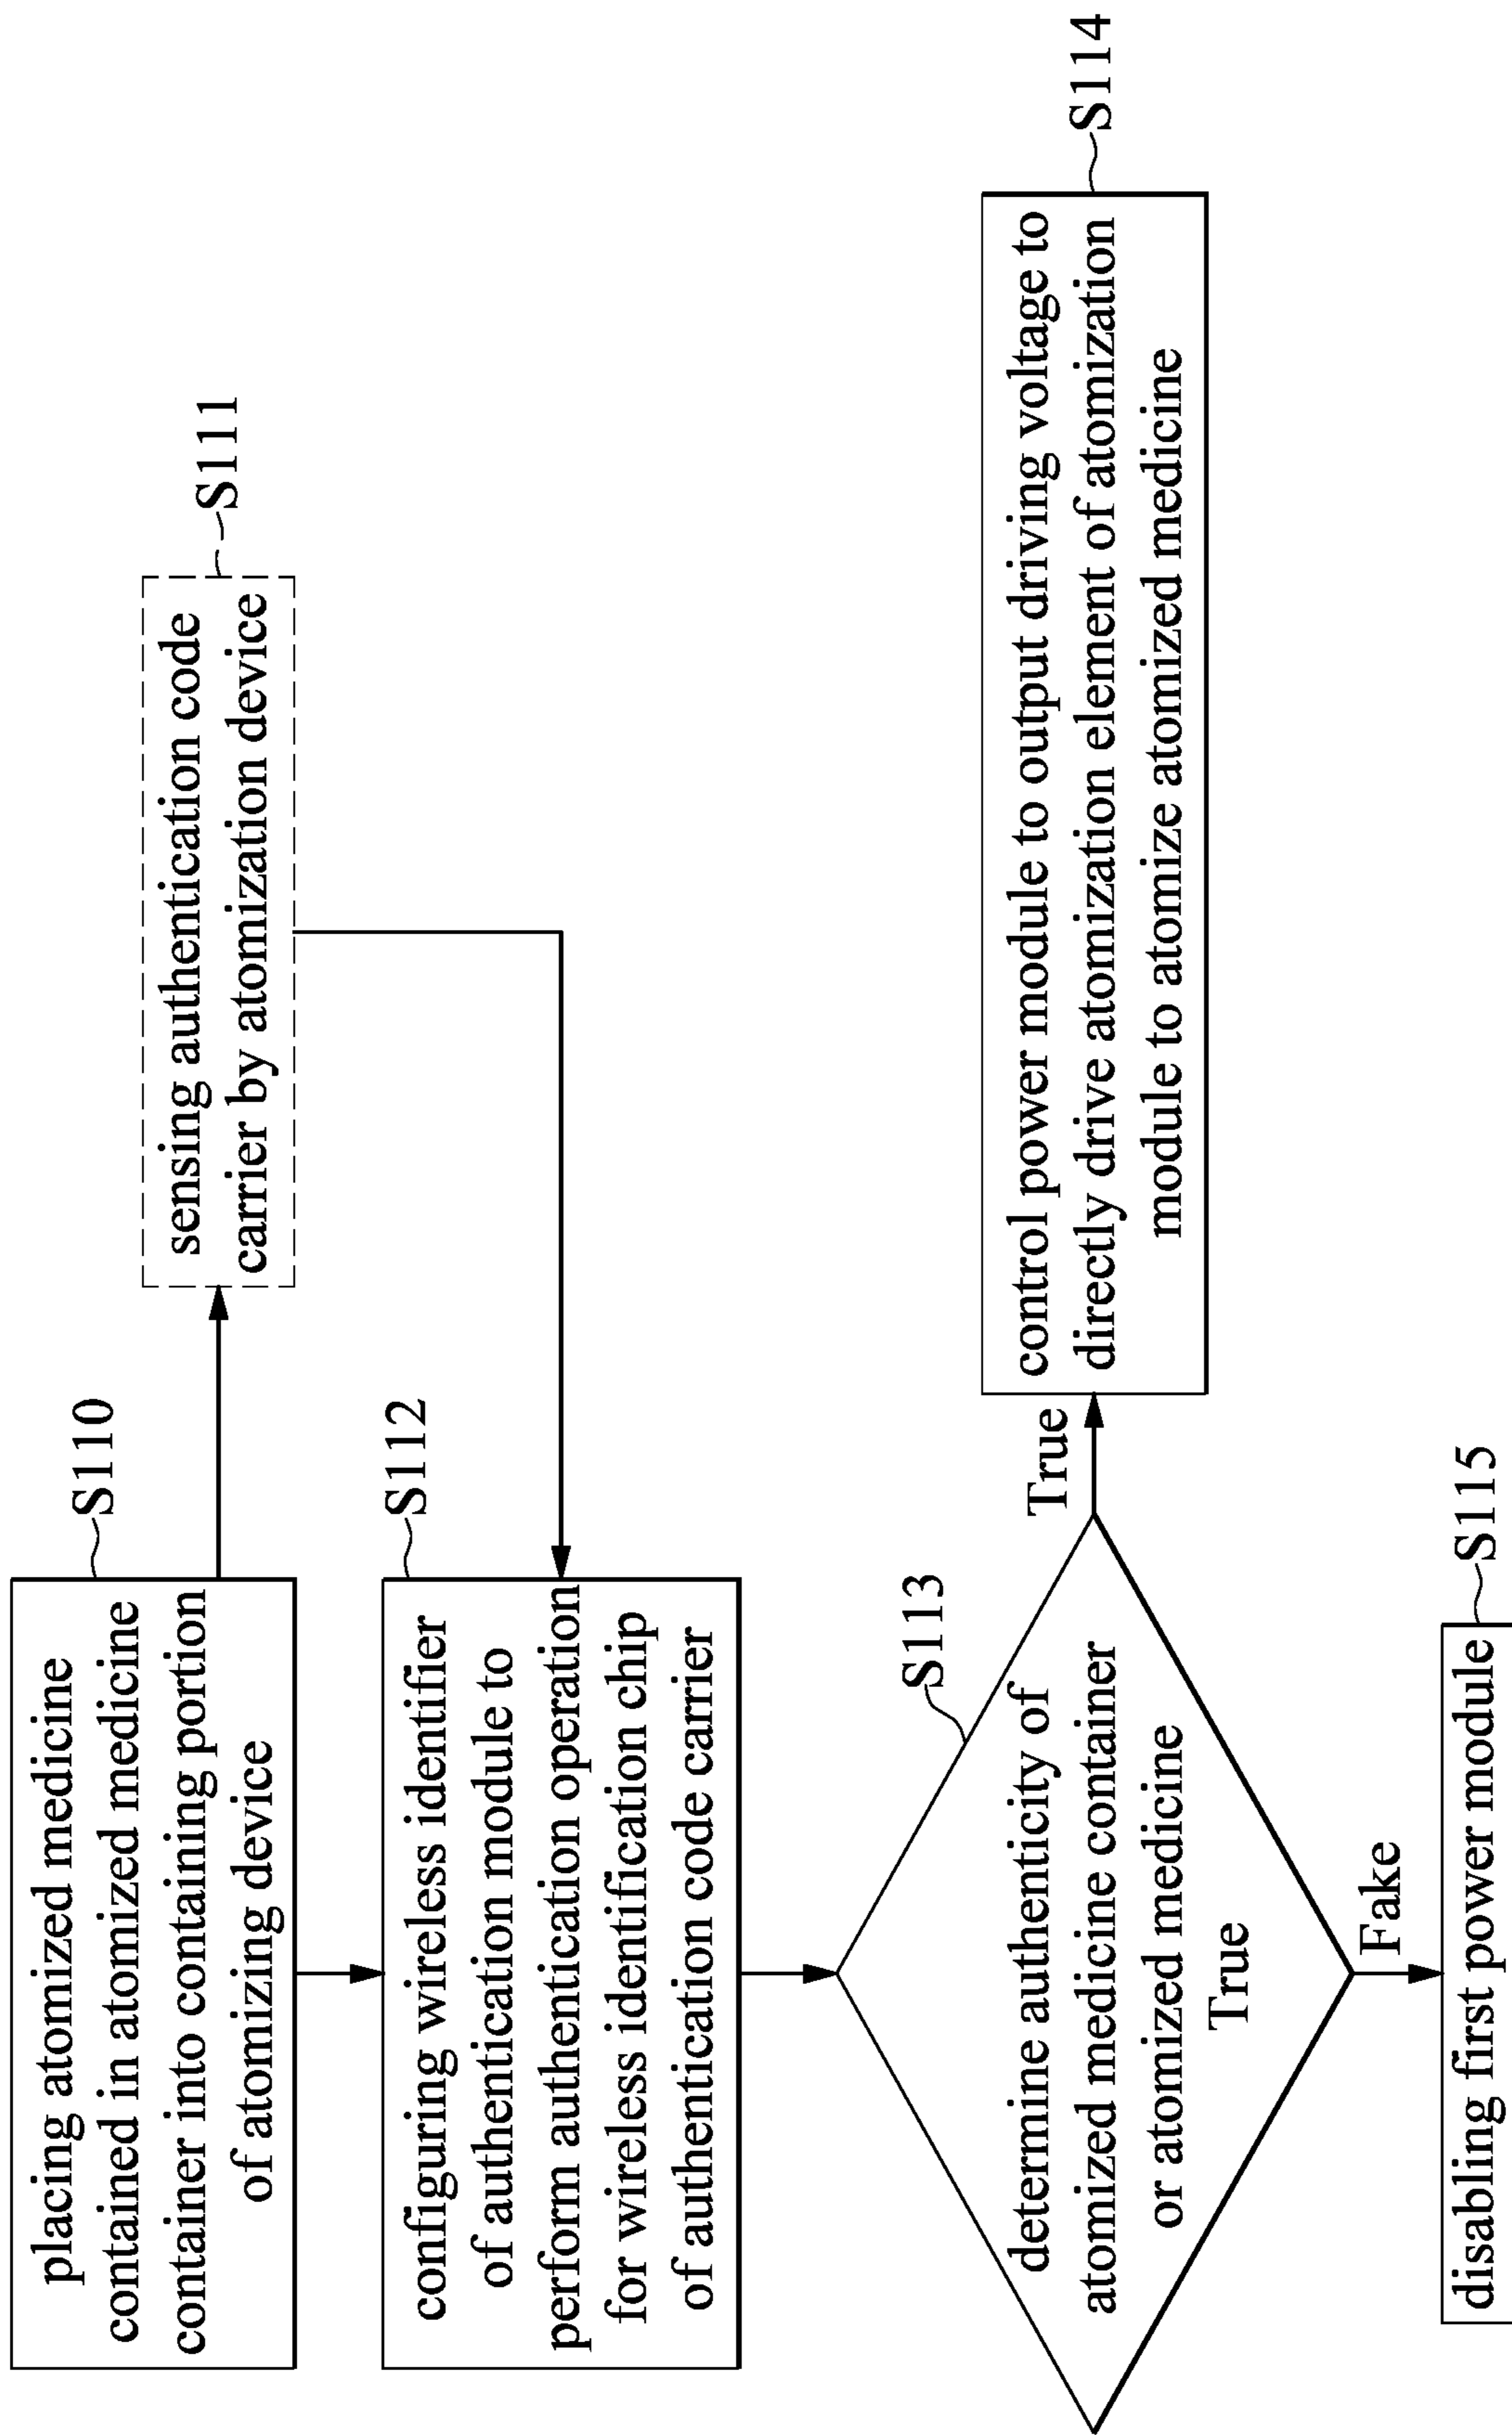 placing atomized medicine
contained in atomized medicine
container into containing portion
of atomizing device
S110
sensing authentication code
carrier by atomization device
S111
configuring wireless identifier
of authentication module to
perform authentication operation
for wireless identification chip
of authentication code carrier
S112
determine authenticity of
atomized medicine container
or atomized medicine
True
S113
True
control power module to output driving voltage to
directly drive atomization element of atomization
module to atomize atomized medicine
S114
Fake
disabling first power module
S115